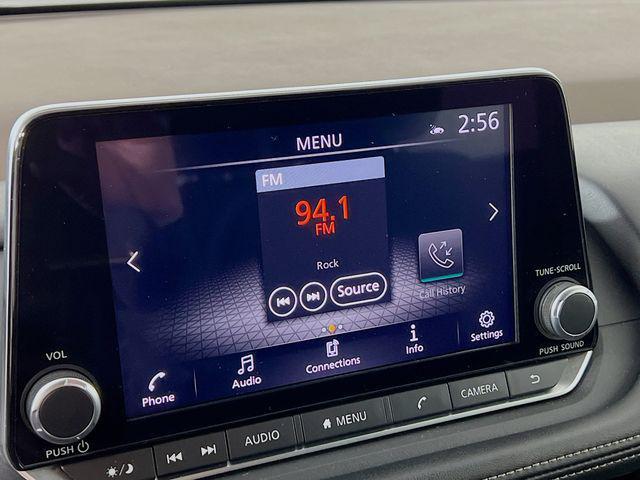 MENU
2:56
FM
94.1
FM
Rock
Source
Call History
Phone
Audio
Connections
Info
Settings
VOL
PUSH
TUNE·SCROLL
PUSH SOUND
AUDIO
MENU
CAMERA